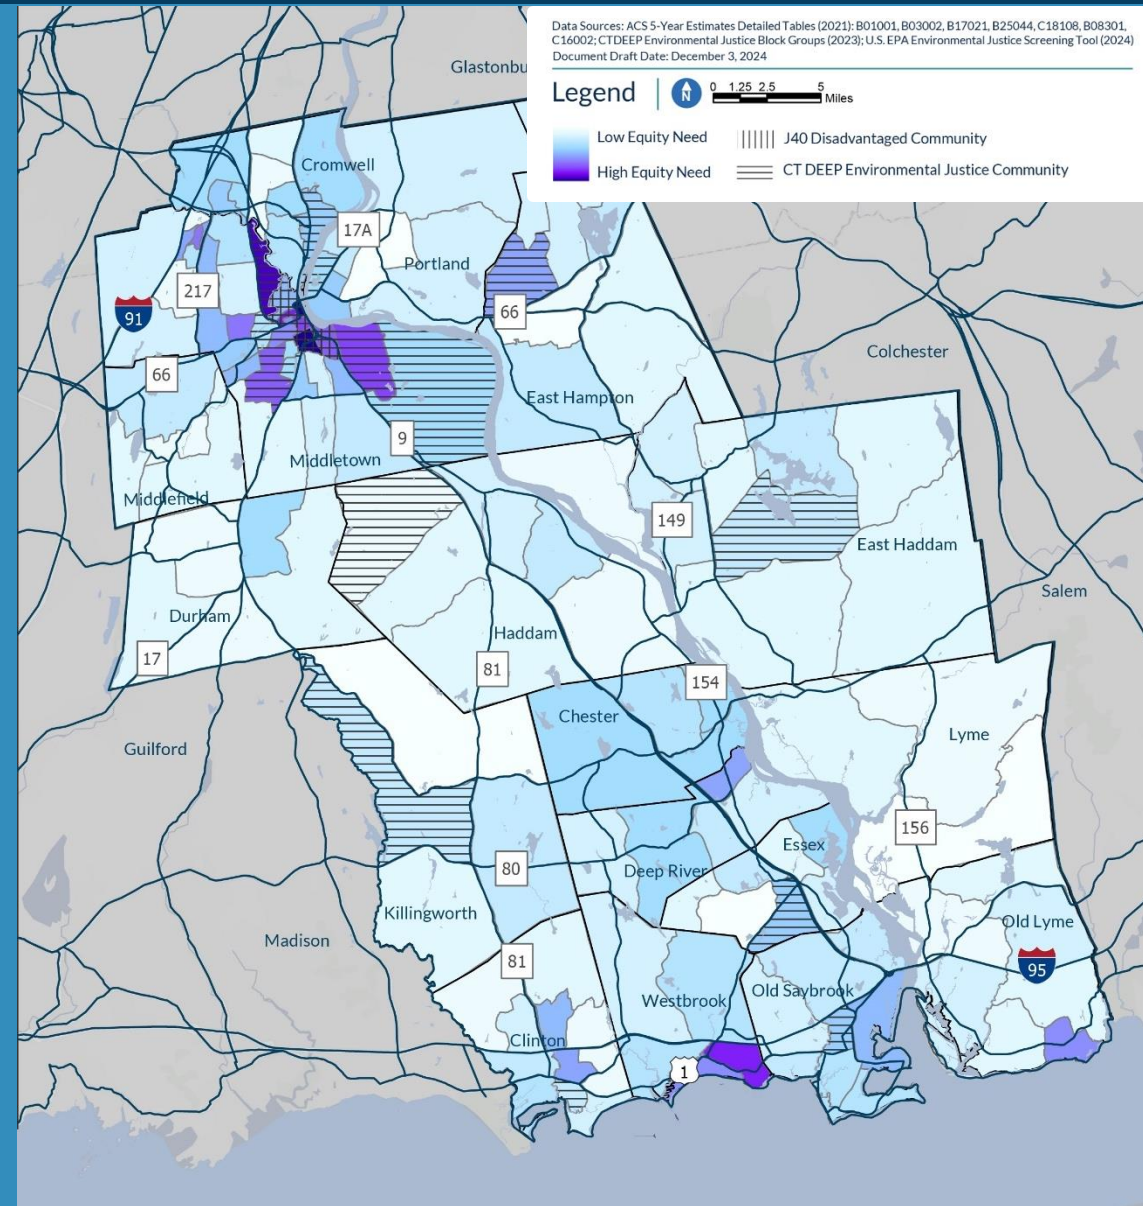 Data Sources: ACS 5-Year Estimates Detailed Tables (2021): B01001, B03002, B17021, B25044, C18108, B08301,
C16002; CTDEEP Environmental Justice Block Groups (2023); U.S. EPA Environmental Justice Screening Tool (2024)
Document Draft Date: December 3, 2024
Legend
N
0 1.25 2.5 5
Miles
Low Equity Need
J40 Disadvantaged Community
High Equity Need
CT DEEP Environmental Justice Community
Glastonbu
Cromwell
17A
Portland
217
91
66
Colchester
66
East Hampton
9
Middletown
Middlefield
149
East Haddam
Salem
Durham
Haddam
17
81
154
Chester
Lyme
Guilford
156
Essex
80
Deep River
Killingworth
Old Lyme
Madison
81
95
Old Saybrook
Westbrook
Clinton
1